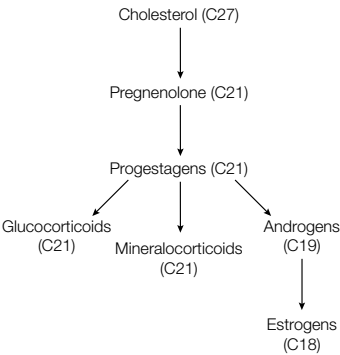 Cholesterol (C27)
Pregnenolone (C21)
Progestagens (C21)
Glucocorticoids
(C21)
Mineralocorticoids
(C21)
Androgens
(C19)
Estrogens
(C18)